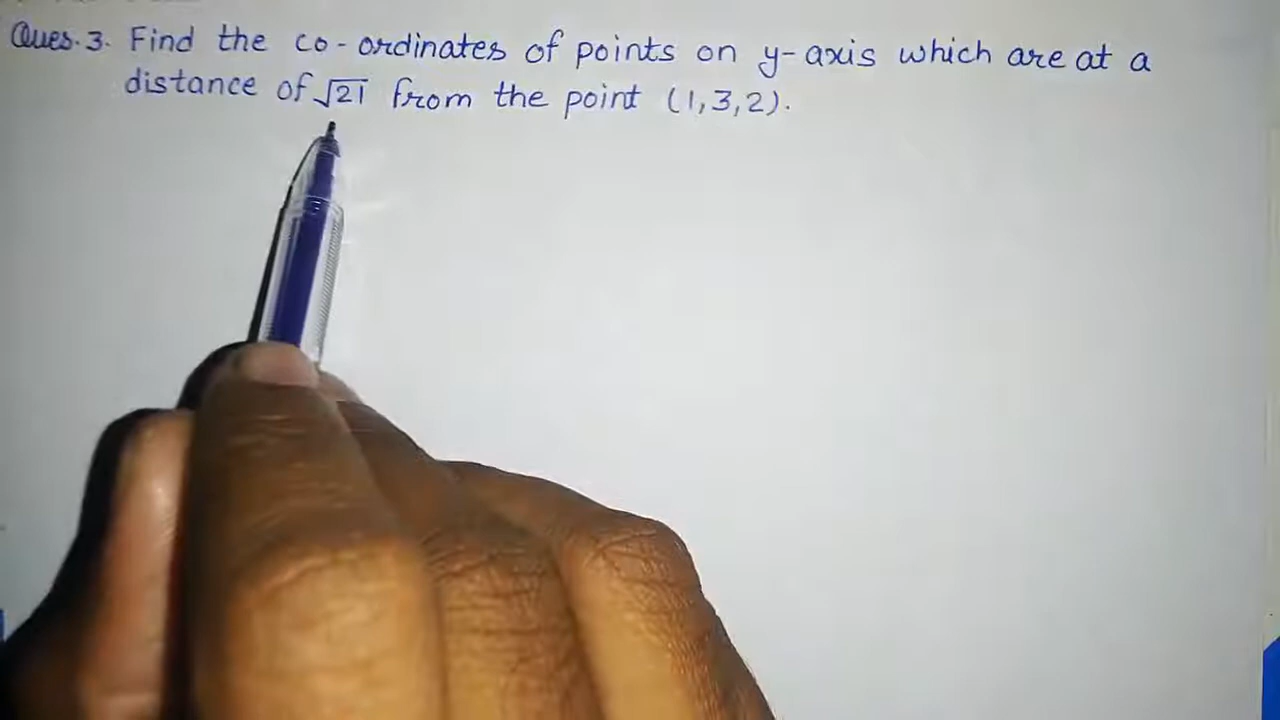 Ques. 3. Find the co-ordinates of points on y-axis which are at a
distance of √21 from the point (1,3,2).